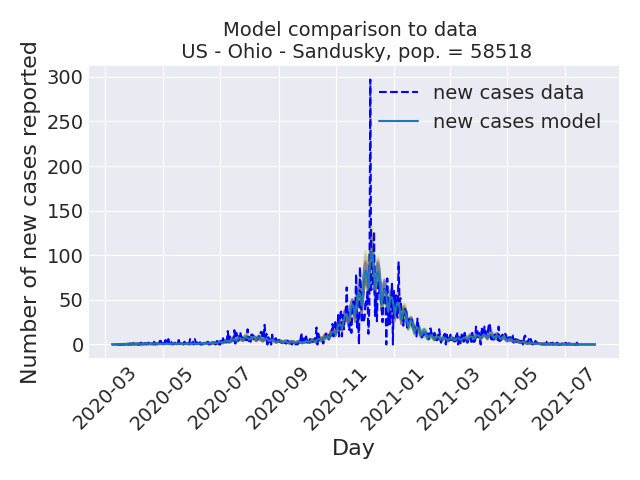 Model comparison to data
US - Ohio - Sandusky, pop. = 58518
Number of new cases reported
300
250
200
150
100
50
0
new cases data
new cases model
2020-03
2020-05
2020-07
2020-09
2020-11
2021-01
2021-03
2021-05
2021-07
Day